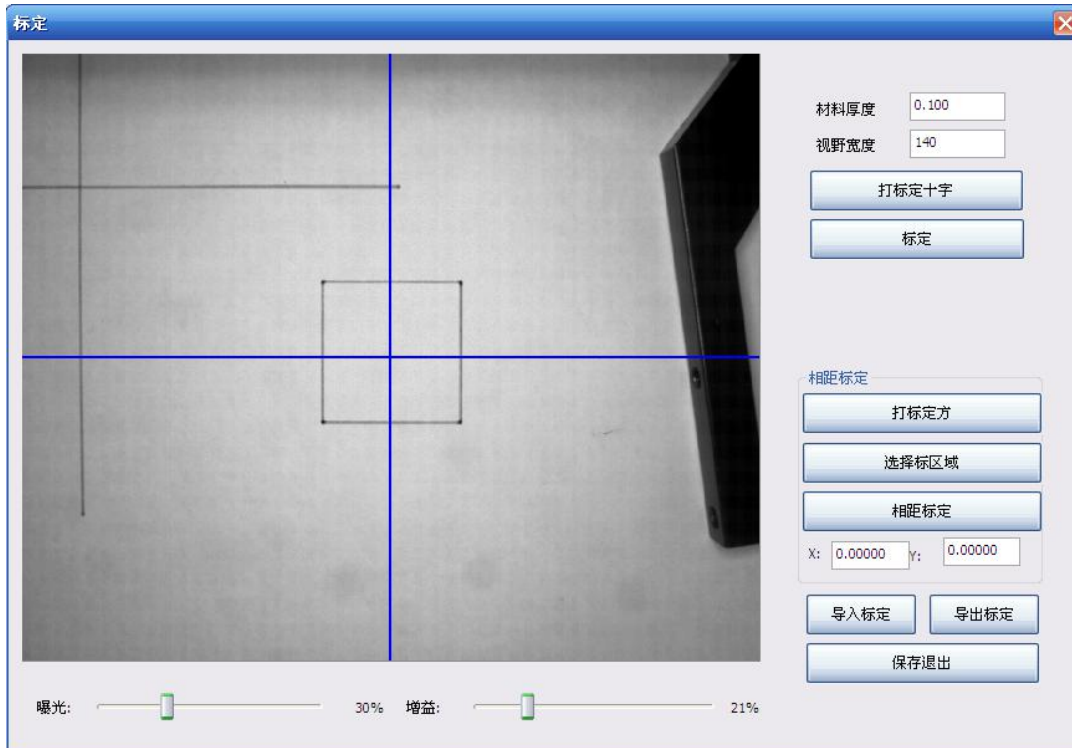 标定
材料厚度 0.100
视野宽度 140
打标定十字
标定
相距标定
打标定方
选择标区域
相距标定
X: 0.00000 Y: 0.00000
导入标定 导出标定
保存退出
曝光: 30% 增益: 21%